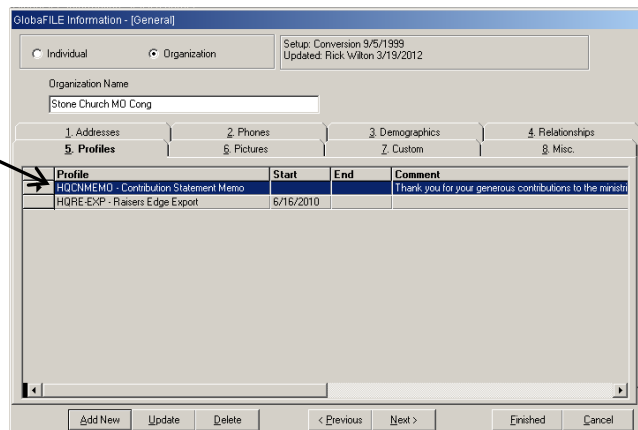 GlobaFILE Information - [General]
Individual Organization
Setup: Conversion 9/5/1999
Updated: Rick Wilton 3/19/2012
Organization Name
Stone Church MO Cong
1. Addresses 2. Phones 3. Demographics 4. Relationships
5. Profiles 6. Pictures 7. Custom 8. Misc.
Profile Start End Comment
HQCNMEMO - Contribution Statement Memo Thank you for your generous contributions to the ministri
HQRE-EXP - Raisers Edge Export 6/16/2010
Add New Update Delete < Previous Next > Finished Cancel